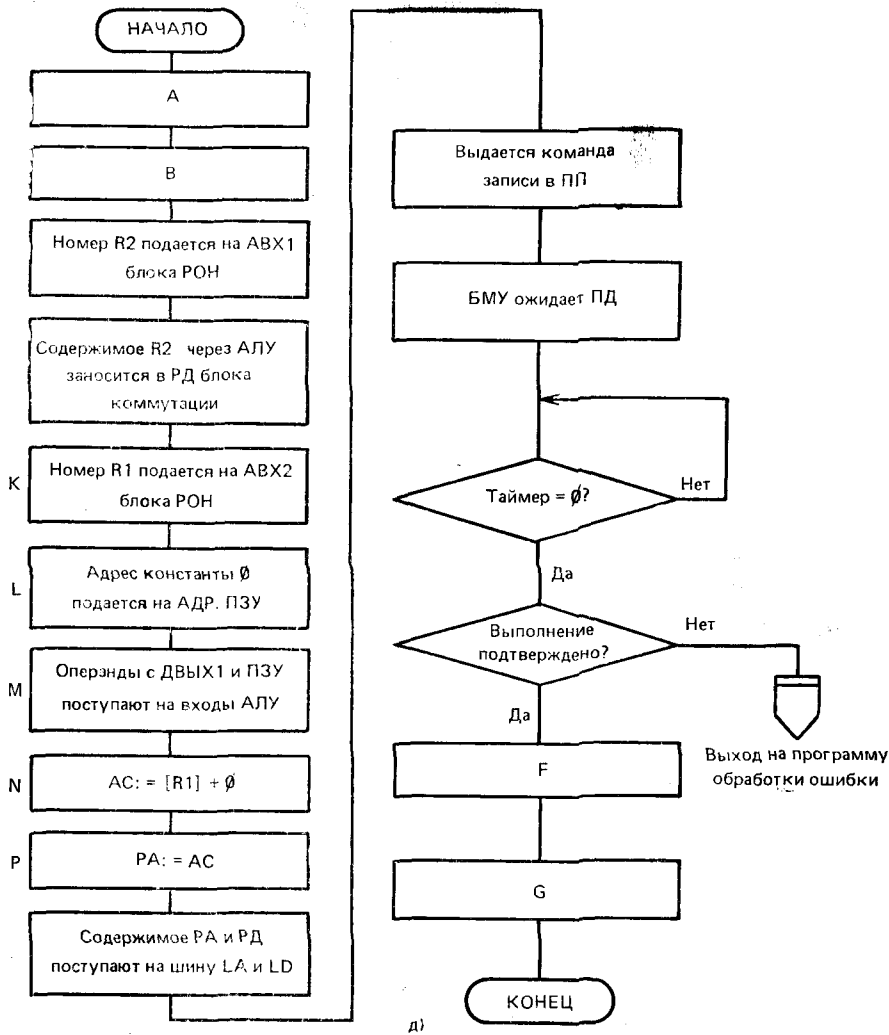 НАЧАЛО
A
B
Номер R2 подается на АВХ1
блока РОН
Содержимое R2 через АЛУ
заносится в РД блока
коммутации
K
Номер R1 подается на АВХ2
блока РОН
L
Адрес константы Ø
подается на АДР. ПЗУ
M
Операнды с ДВЫХ1 и ПЗУ
поступают на входы АЛУ
N
АС: = [R1] + Ø
P
РА: = АС
Содержимое РА и РД
поступают на шину LA и LD
Выдается команда
записи в ПП
БМУ ожидает ПД
Таймер = Ø?
Нет
Да
Выполнение
подтверждено?
Нет
Да
Выход на программу
обработки ошибки
F
G
КОНЕЦ
д)